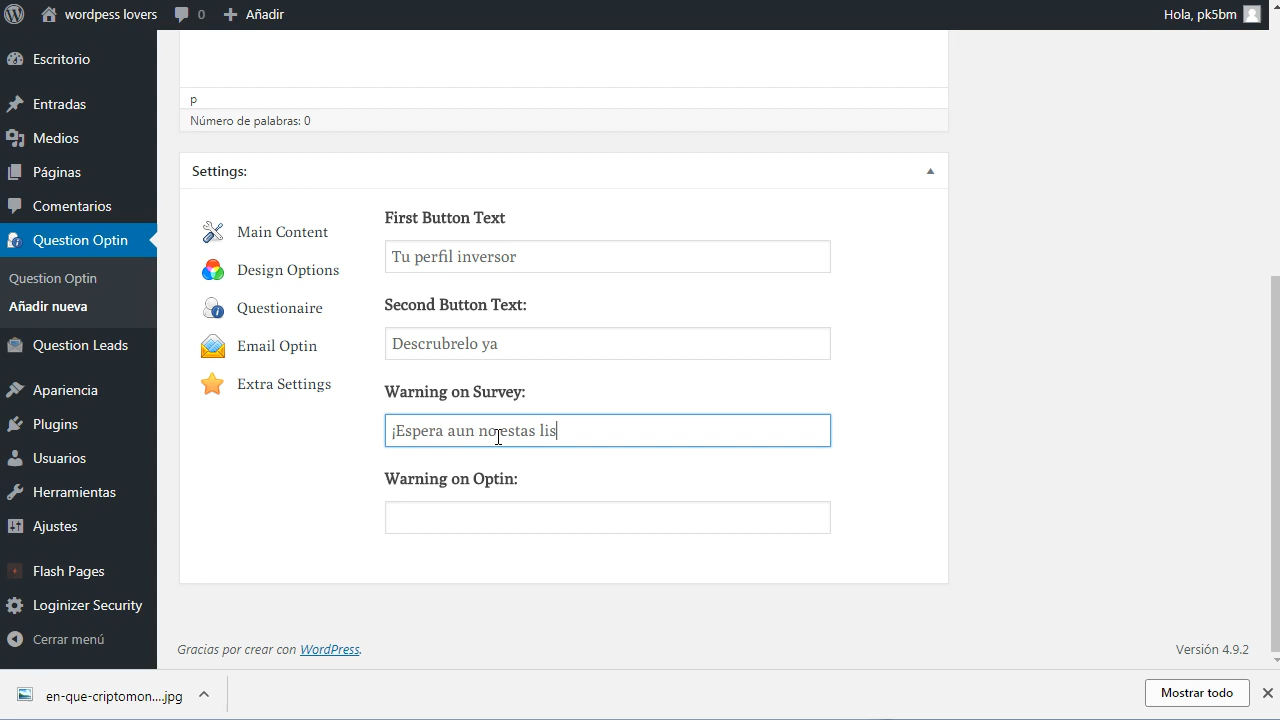 wordpess lovers
0
Añadir
Hola, pk5bm
Escritorio
Entradas
Medios
Páginas
Comentarios
Question Optin
Question Optin
Añadir nueva
Question Leads
Apariencia
Plugins
Usuarios
Herramientas
Ajustes
Flash Pages
Loginizer Security
Cerrar menú
p
Número de palabras: 0
Settings:
Main Content
Design Options
Questionaire
Email Optin
Extra Settings
First Button Text
Tu perfil inversor
Second Button Text:
Descrubrelo ya
Warning on Survey:
¡Espera aun no estas lis
Warning on Optin:
Gracias por crear con WordPress.
Versión 4.9.2
en-que-criptomon....jpg
Mostrar todo